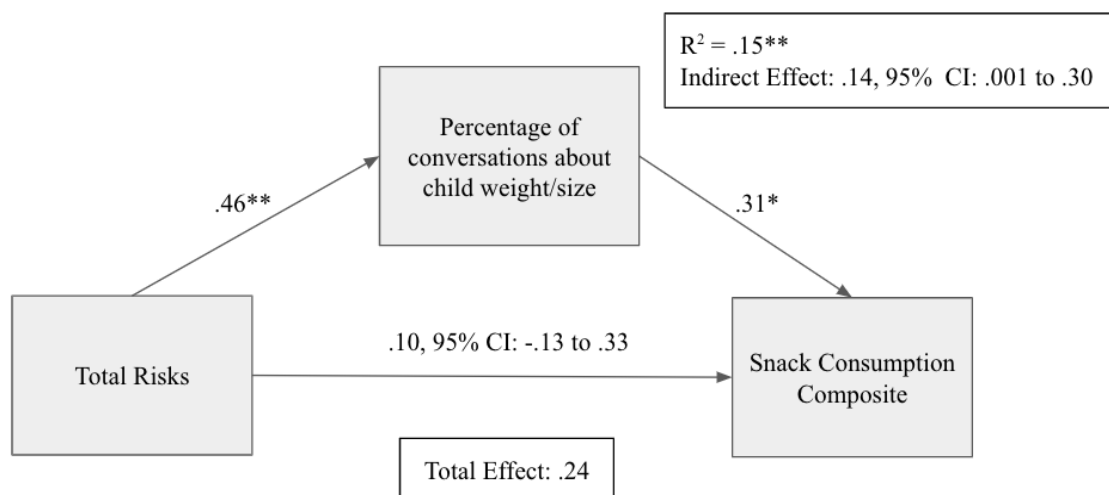 R² = .15**
Indirect Effect: .14, 95% CI: .001 to .30
Percentage of
conversations about
child weight/size
.46**
.31*
.10, 95% CI: -.13 to .33
Total Risks
Snack Consumption
Composite
Total Effect: .24